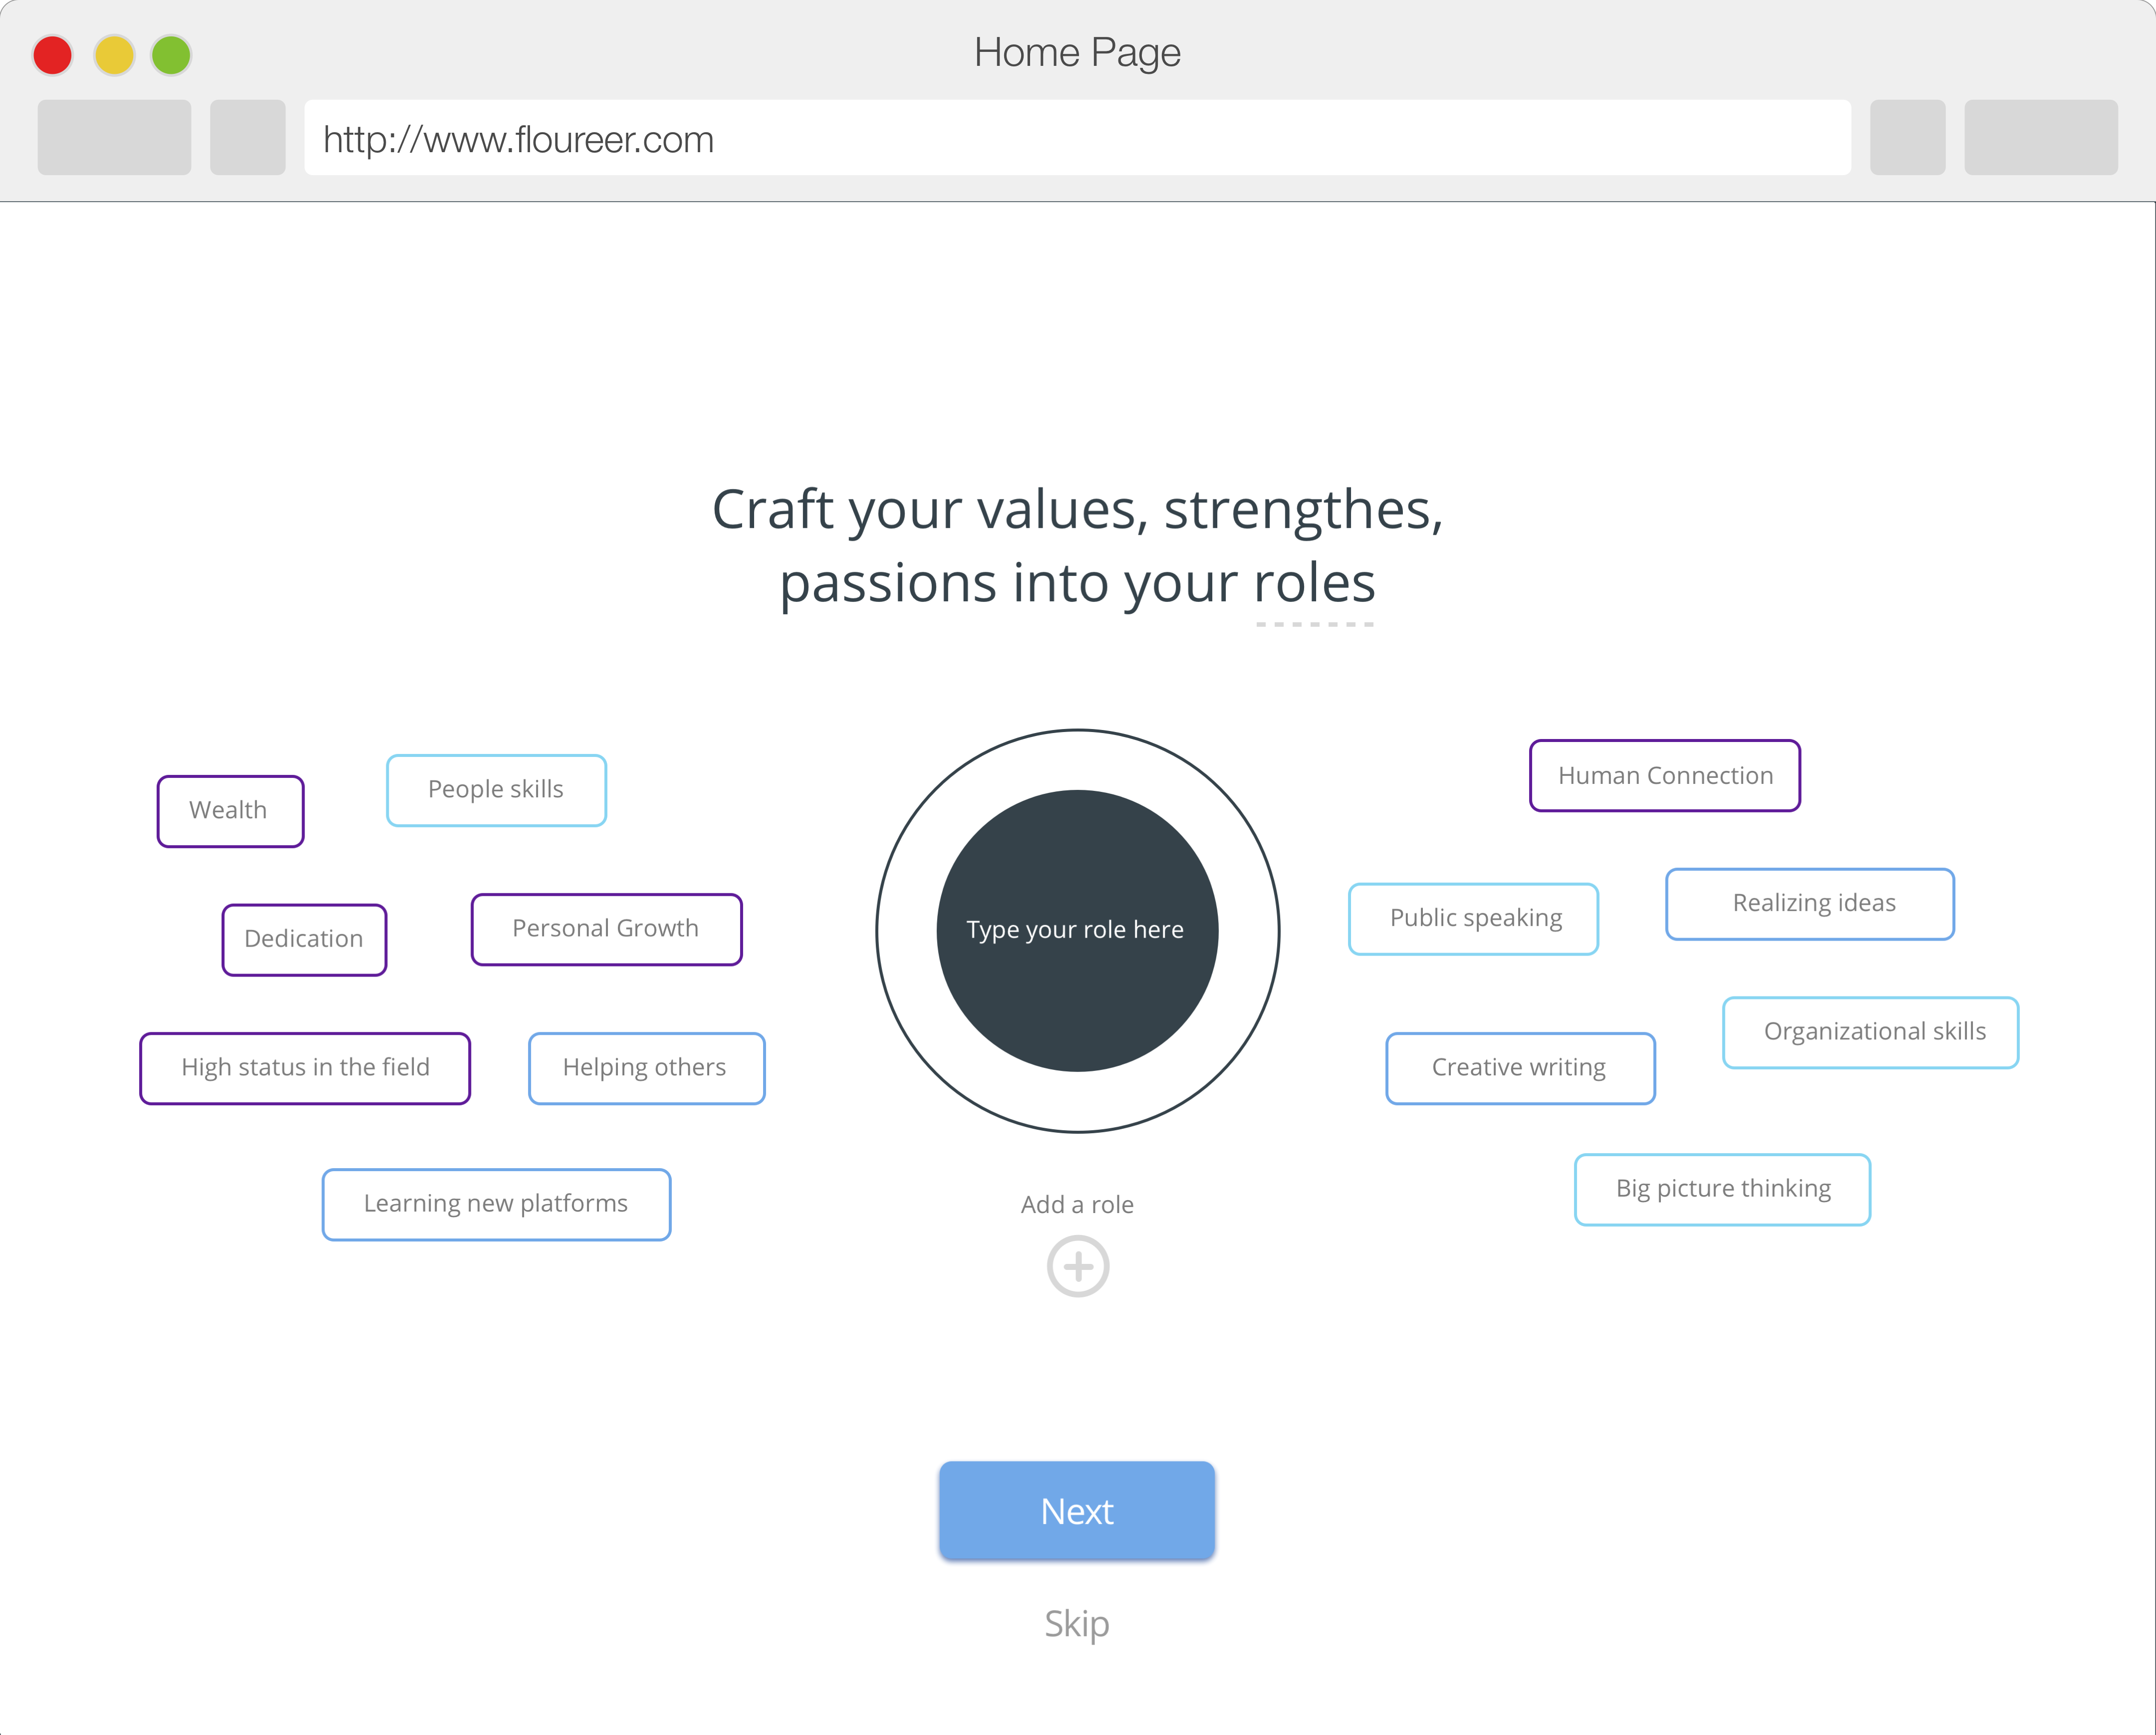 Home Page
http://www.floureer.com
Craft your values, strengthes,
passions into your roles
Wealth
People skills
Dedication
Personal Growth
High status in the field
Helping others
Learning new platforms
Type your role here
Add a role
Human Connection
Public speaking
Realizing ideas
Creative writing
Organizational skills
Big picture thinking
Next
Skip